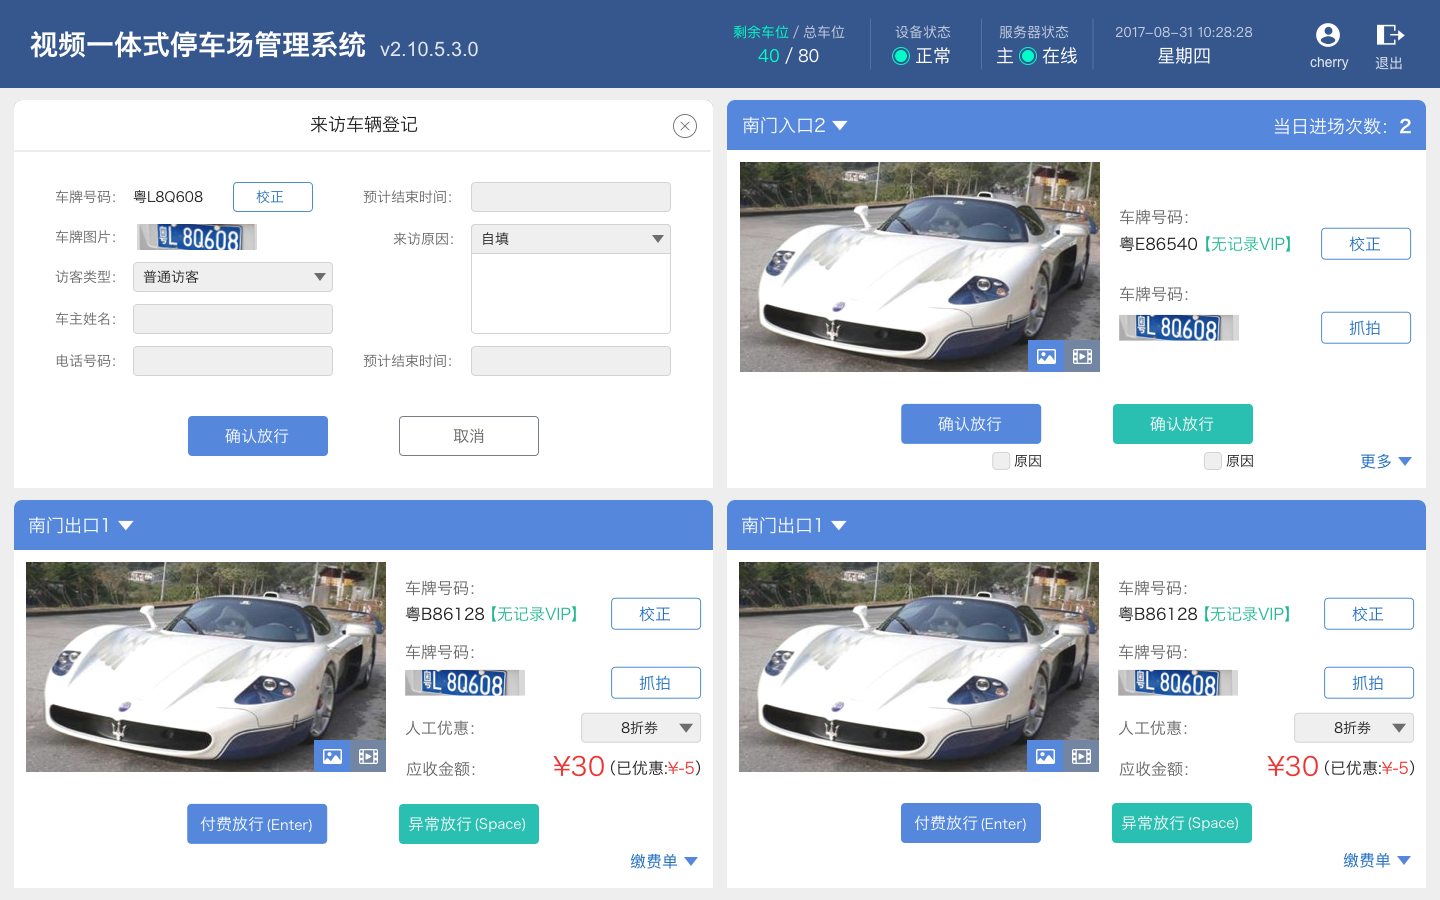 视频一体式停车场管理系统 v2.10.5.3.0
剩余车位 / 总车位
40 / 80
设备状态
正常
服务器状态
主 在线
2017-08-31 10:28:28
星期四
cherry
退出
来访车辆登记
车牌号码： 粤L8Q608 校正
车牌图片： 粤L 8Q608
访客类型： 普通访客
车主姓名：
电话号码：
预计结束时间：
来访原因： 自填
预计结束时间：
确认放行 取消
南门入口2
当日进场次数：2
车牌号码：
粤E86540【无记录VIP】 校正
车牌号码：
粤L 8Q608 抓拍
确认放行 确认放行
原因 原因
更多
南门出口1
车牌号码：
粤B86128【无记录VIP】 校正
车牌号码：
粤L 8Q608 抓拍
人工优惠： 8折券
应收金额： ¥30 (已优惠:¥-5)
付费放行 (Enter) 异常放行 (Space)
缴费单
南门出口1
车牌号码：
粤B86128【无记录VIP】 校正
车牌号码：
粤L 8Q608 抓拍
人工优惠： 8折券
应收金额： ¥30 (已优惠:¥-5)
付费放行 (Enter) 异常放行 (Space)
缴费单